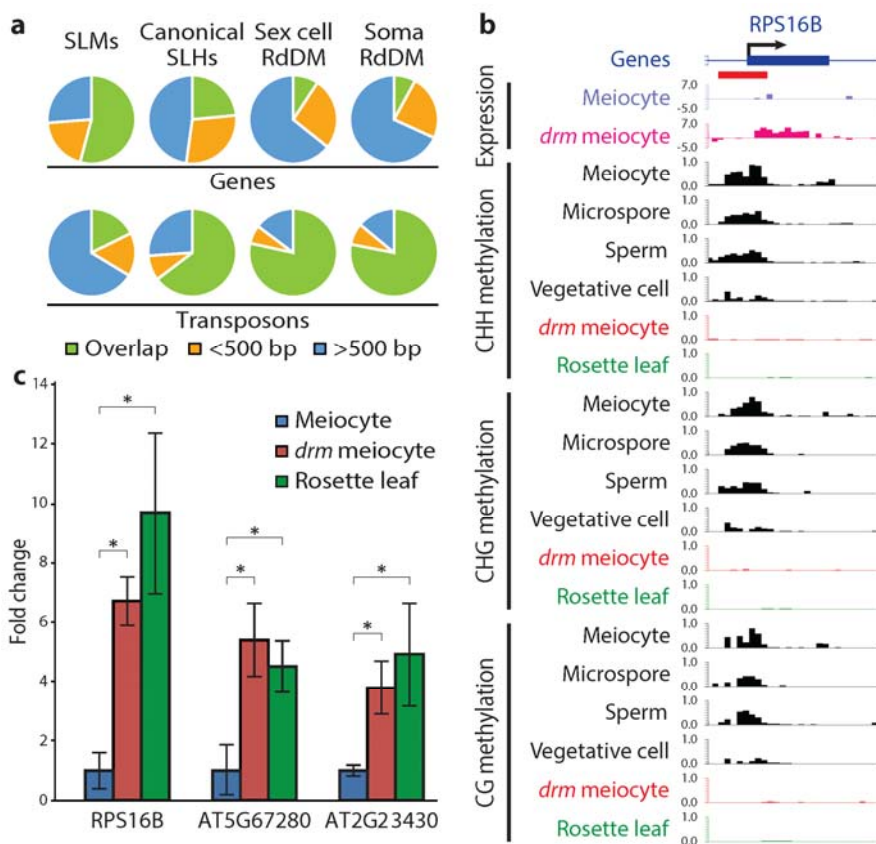 a
SLMs
Canonical SLHs
Sex cell RdDM
Soma RdDM
Genes
Transposons
Overlap <500 bp >500 bp
b
RPS16B
Genes
Expression
Meiocyte
7.0
-5.0
drm meiocyte
7.0
-5.0
CHH methylation
Meiocyte
1.0
0.0
Microspore
1.0
0.0
Sperm
1.0
0.0
Vegetative cell
1.0
0.0
drm meiocyte
1.0
0.0
Rosette leaf
1.0
0.0
CHG methylation
Meiocyte
1.0
0.0
Microspore
1.0
0.0
Sperm
1.0
0.0
Vegetative cell
1.0
0.0
drm meiocyte
1.0
0.0
Rosette leaf
1.0
0.0
CG methylation
Meiocyte
1.0
0.0
Microspore
1.0
0.0
Sperm
1.0
0.0
Vegetative cell
1.0
0.0
drm meiocyte
1.0
0.0
Rosette leaf
1.0
0.0
c
Fold change
14
12
10
8
6
4
2
0
Meiocyte
drm meiocyte
Rosette leaf
*
*
*
*
*
*
RPS16B AT5G67280 AT2G23430